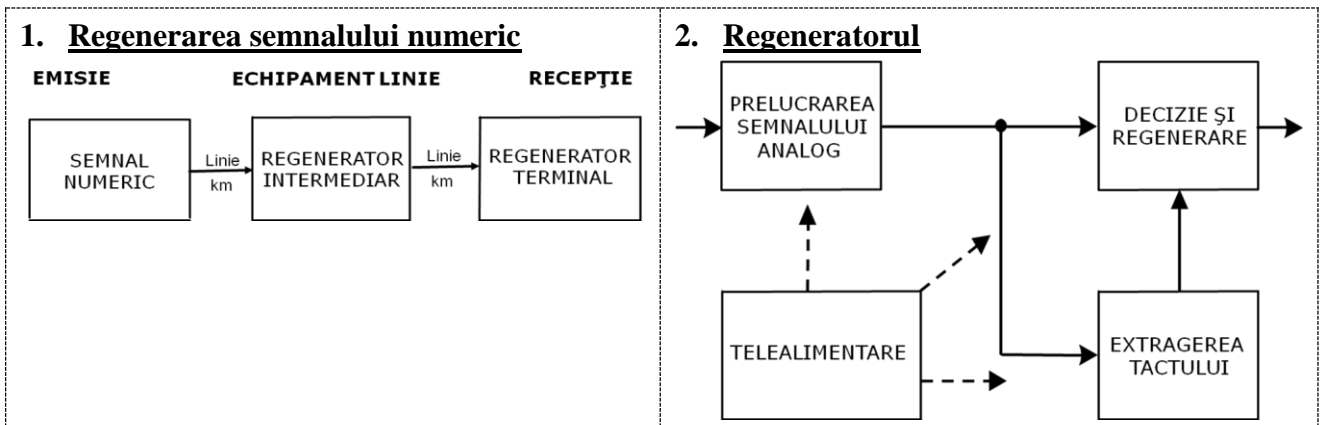 1. Regenerarea semnalului numeric
EMISIE ECHIPAMENT LINIE RECEPŢIE
SEMNAL
NUMERIC
Linie
km
REGENERATOR
INTERMEDIAR
Linie
km
REGENERATOR
TERMINAL
2. Regeneratorul
PRELUCRAREA
SEMNALULUI
ANALOG
DECIZIE ŞI
REGENERARE
TELEALIMENTARE
EXTRAGEREA
TACTULUI